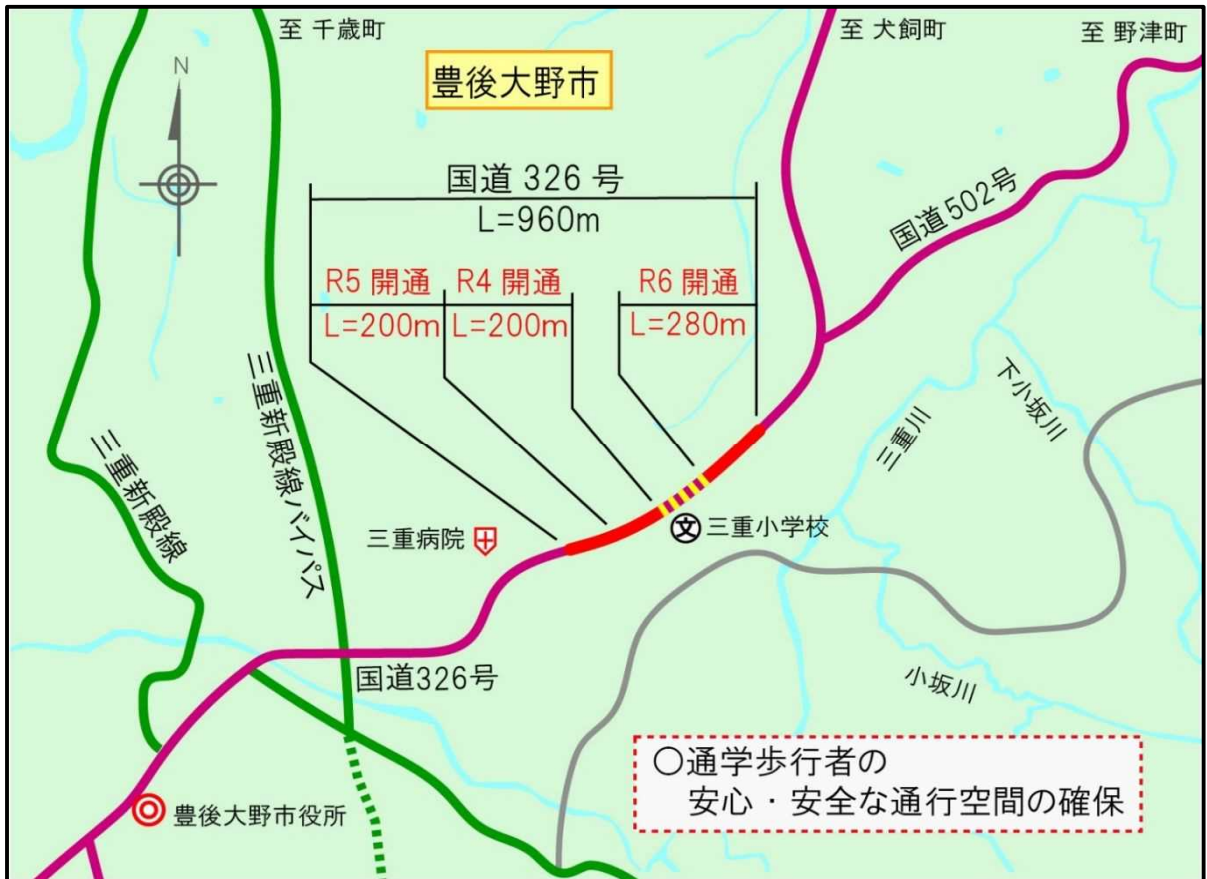 至 千歳町
至 犬飼町
至 野津町
N
豊後大野市
国道 326 号
L=960m
国道502号
R5 開通
R4 開通
R6 開通
L=200m
L=200m
L=280m
三重新殿線
三重新殿線バイパス
三重川
下小坂川
三重病院
文
三重小学校
国道326号
小坂川
○通学歩行者の
安心・安全な通行空間の確保
豊後大野市役所